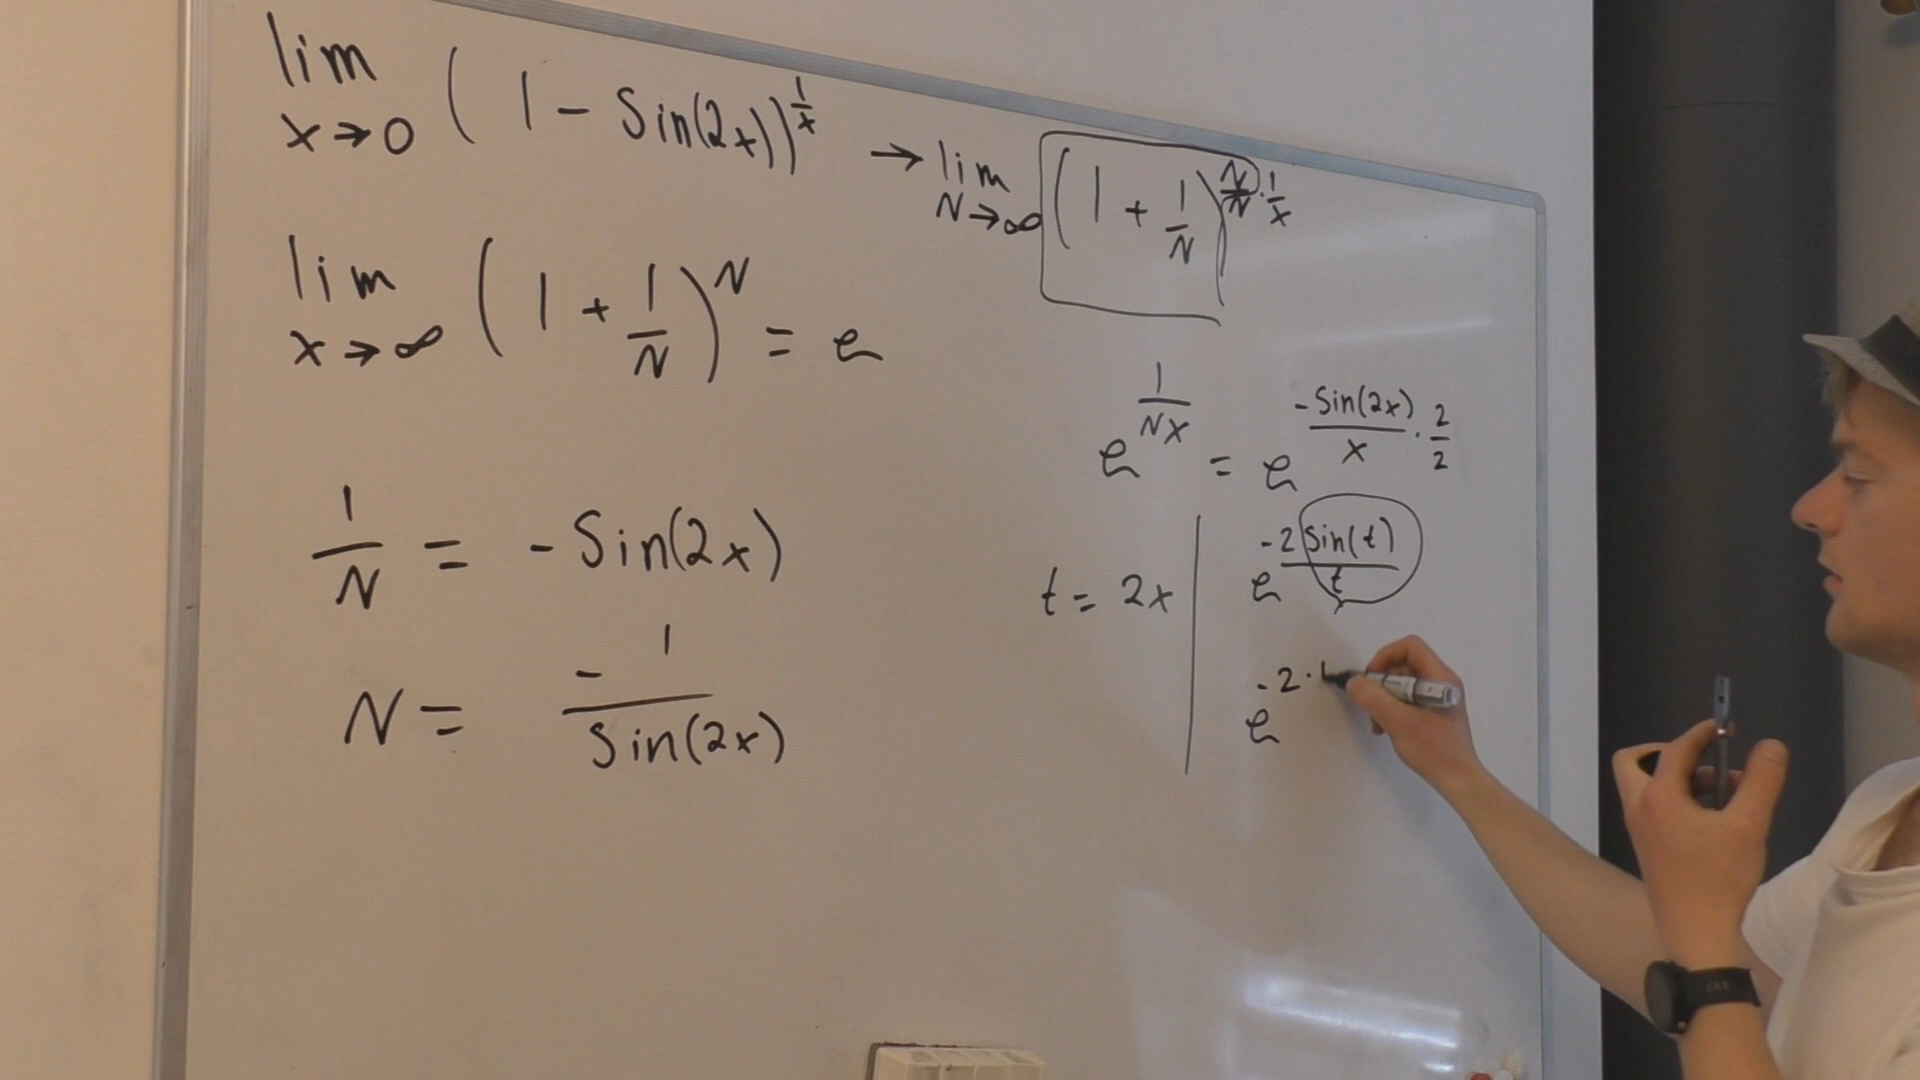 lim x→0 (1 - Sin(2x))^(1/x) → lim N→∞ (1 + 1/N)^(N/N · 1/x)
lim x→∞ (1 + 1/N)^N = e
1/N = - Sin(2x)
N = -1/Sin(2x)
e^(1/(Nx)) = e^(-Sin(2x)/x · 2/2)
t = 2x | e^(-2 Sin(t)/t)
e^(-2 · 1)